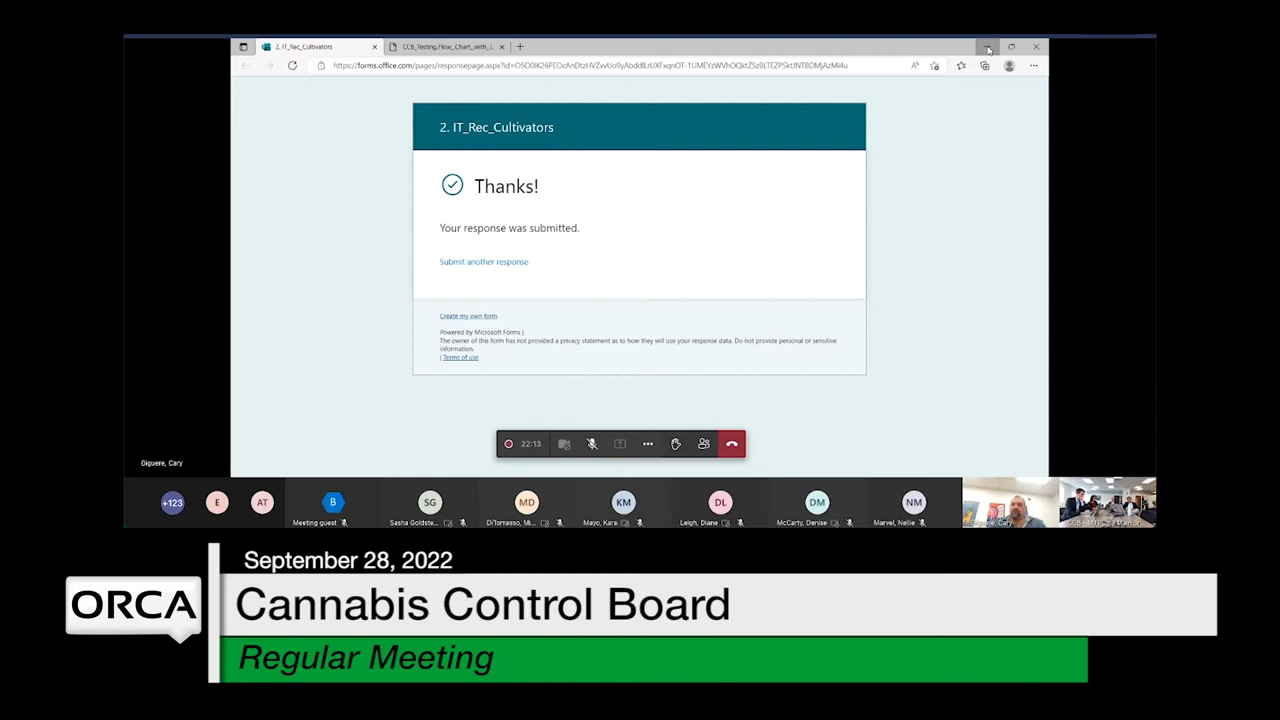 2. IT_Rec_Cultivators
CCB_Testing.Flow_Chart_with_i..
2. IT_Rec_Cultivators
Thanks!
Your response was submitted.
Submit another response
Create my own form
Powered by Microsoft Forms |
The owner of this form has not provided a privacy statement as to how they will use your response data. Do not provide personal or sensitive
information.
| Terms of use
22:13
Giguere, Cary
+123
E
AT
B
SG
MD
KM
DL
DM
NM
Meeting guest
Sasha Goldste...
DiTomasso, Mi...
Mayo, Kara
Leigh, Diane
McCarty, Denise
Marvel, Nellie
September 28, 2022
ORCA
Cannabis Control Board
Regular Meeting